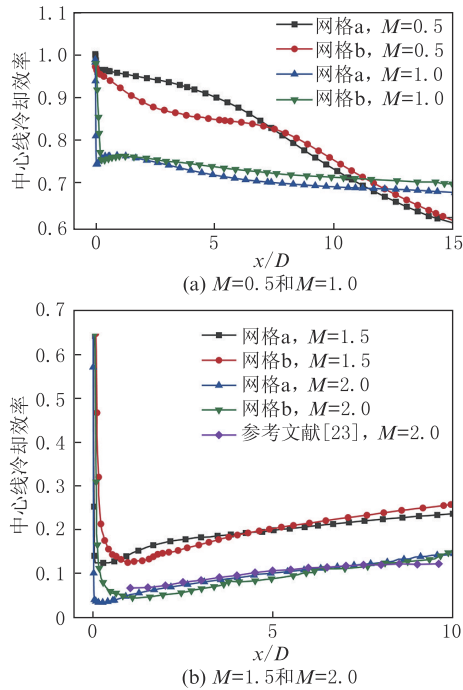 1.1
1.0
0.9
0.8
0.7
0.6
中心线冷却效率
网格a，M=0.5
网格b，M=0.5
网格a，M=1.0
网格b，M=1.0
0
5
10
15
x/D
(a) M=0.5和M=1.0
0.7
0.6
0.5
0.4
0.3
0.2
0.1
0
中心线冷却效率
网格a，M=1.5
网格b，M=1.5
网格a，M=2.0
网格b，M=2.0
参考文献[23]，M=2.0
0
5
10
x/D
(b) M=1.5和M=2.0